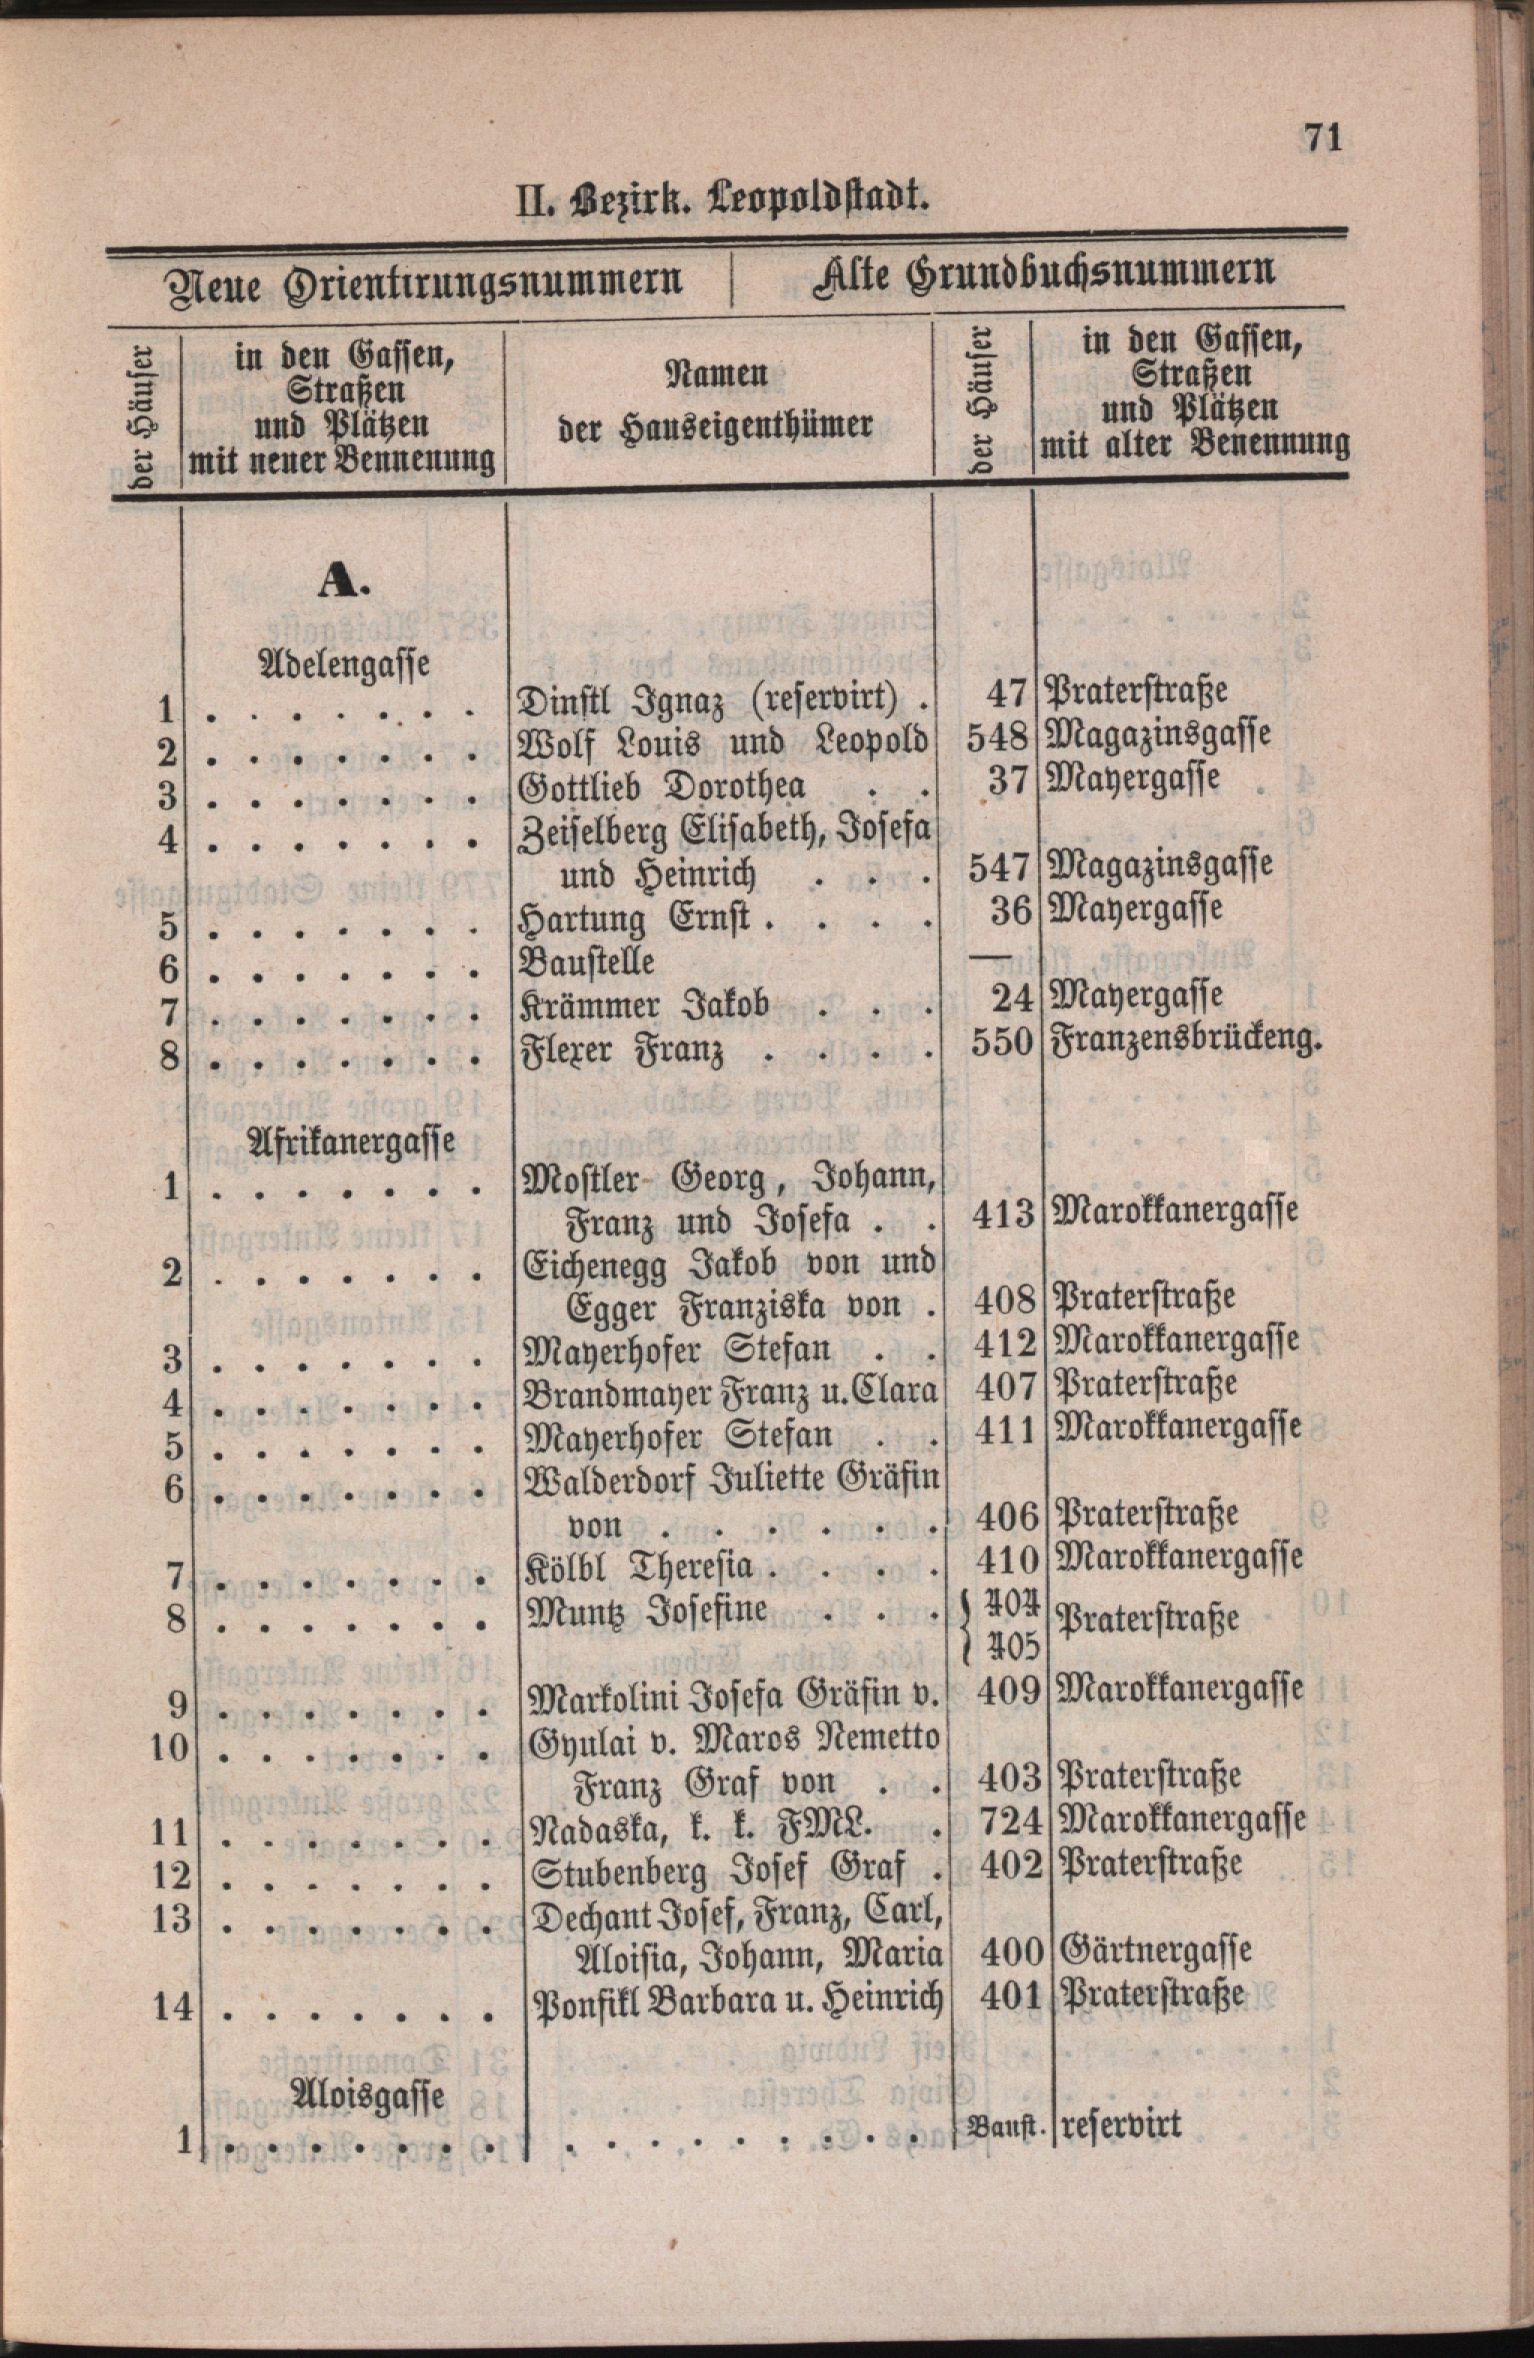 71
II. Bezirk. Leopoldstadt.
Neue Orientirungsnummern | Alte Grundbuchsnummern
der Häuser
in den Gassen,
Straßen
und Plätzen
mit neuer Bennenung
Namen
der Hauseigenthümer
der Häuser
in den Gassen,
Straßen
und Plätzen
mit alter Benennung
A.
Adelengasse
1 . . . . . . . Dinstl Ignaz (reservirt) . 47 Praterstraße
2 . . . . . . . Wolf Louis und Leopold 548 Magazinsgasse
3 . . . . . . . Gottlieb Dorothea . . 37 Mayergasse
4 . . . . . . . Zeiselberg Elisabeth, Josefa
und Heinrich . . . 547 Magazinsgasse
5 . . . . . . . Hartung Ernst . . . . 36 Mayergasse
6 . . . . . . . Baustelle —
7 . . . . . . . Krämmer Jakob . . . 24 Mayergasse
8 . . . . . . . Flexer Franz . . . . 550 Franzensbrückeng.
Afrikanergasse
1 . . . . . . . Mostler Georg, Johann,
Franz und Josefa . . 413 Marokkanergasse
2 . . . . . . . Eichenegg Jakob von und
Egger Franziska von . 408 Praterstraße
3 . . . . . . . Mayerhofer Stefan . . 412 Marokkanergasse
4 . . . . . . . Brandmayer Franz u. Clara 407 Praterstraße
5 . . . . . . . Mayerhofer Stefan . . 411 Marokkanergasse
6 . . . . . . . Walderdorf Juliette Gräfin
von . . . . . . 406 Praterstraße
7 . . . . . . . Kölbl Theresia . . . . 410 Marokkanergasse
8 . . . . . . . Muntz Josefine . . . { 404 Praterstraße
405
9 . . . . . . . Markolini Josefa Gräfin v. 409 Marokkanergasse
10 . . . . . . . Gyulai v. Maros Nemetto
Franz Graf von . . 403 Praterstraße
11 . . . . . . . Nadaska, k. k. FML. . 724 Marokkanergasse
12 . . . . . . . Stubenberg Josef Graf . 402 Praterstraße
13 . . . . . . . Dechant Josef, Franz, Carl,
Aloisia, Johann, Maria 400 Gärtnergasse
14 . . . . . . . Ponfikl Barbara u. Heinrich 401 Praterstraße
Aloisgasse
1 . . . . . . . . . . . . . . . . Baust. reservirt